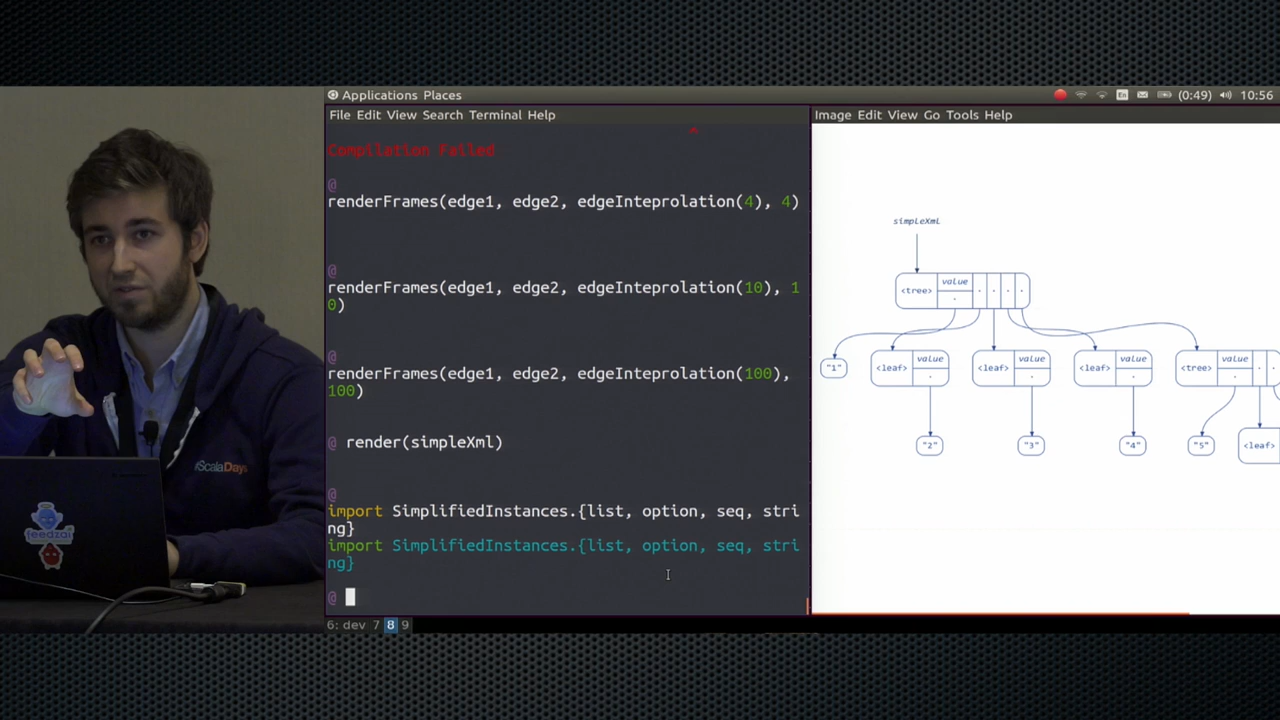 Applications Places
(0:49)
10:56
File Edit View Search Terminal Help
Compilation Failed
@
renderFrames(edge1, edge2, edgeInteprolation(4), 4)
@
renderFrames(edge1, edge2, edgeInteprolation(10), 1
0)
@
renderFrames(edge1, edge2, edgeInteprolation(100),
100)
@ render(simpleXml)
@
import SimplifiedInstances.{list, option, seq, stri
ng}
import SimplifiedInstances.{list, option, seq, stri
ng}
@
6: dev 7 8 9
Image Edit View Go Tools Help
simpleXml
<tree> value
"1"
<leaf> value
<leaf> value
<leaf> value
<tree> value
"2"
"3"
"4"
"5"
<leaf>
#ScalaDays
feedzai